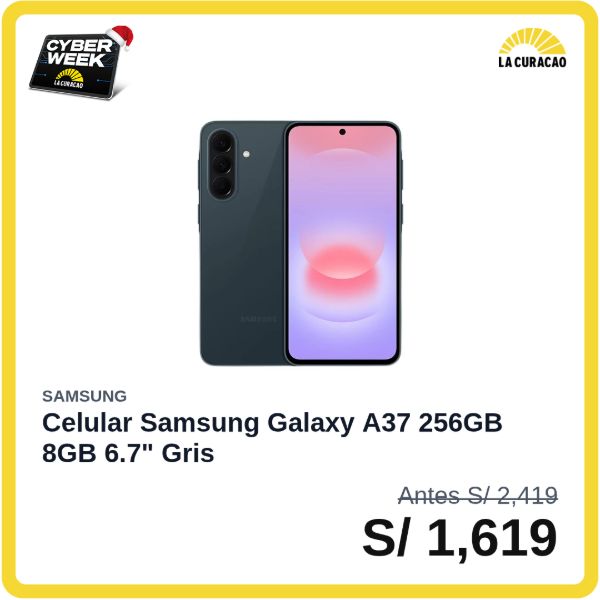 CYBER
WEEK
LA CURACAO
LA CURACAO
SAMSUNG
SAMSUNG
Celular Samsung Galaxy A37 256GB
8GB 6.7" Gris
Antes S/ 2,419
S/ 1,619